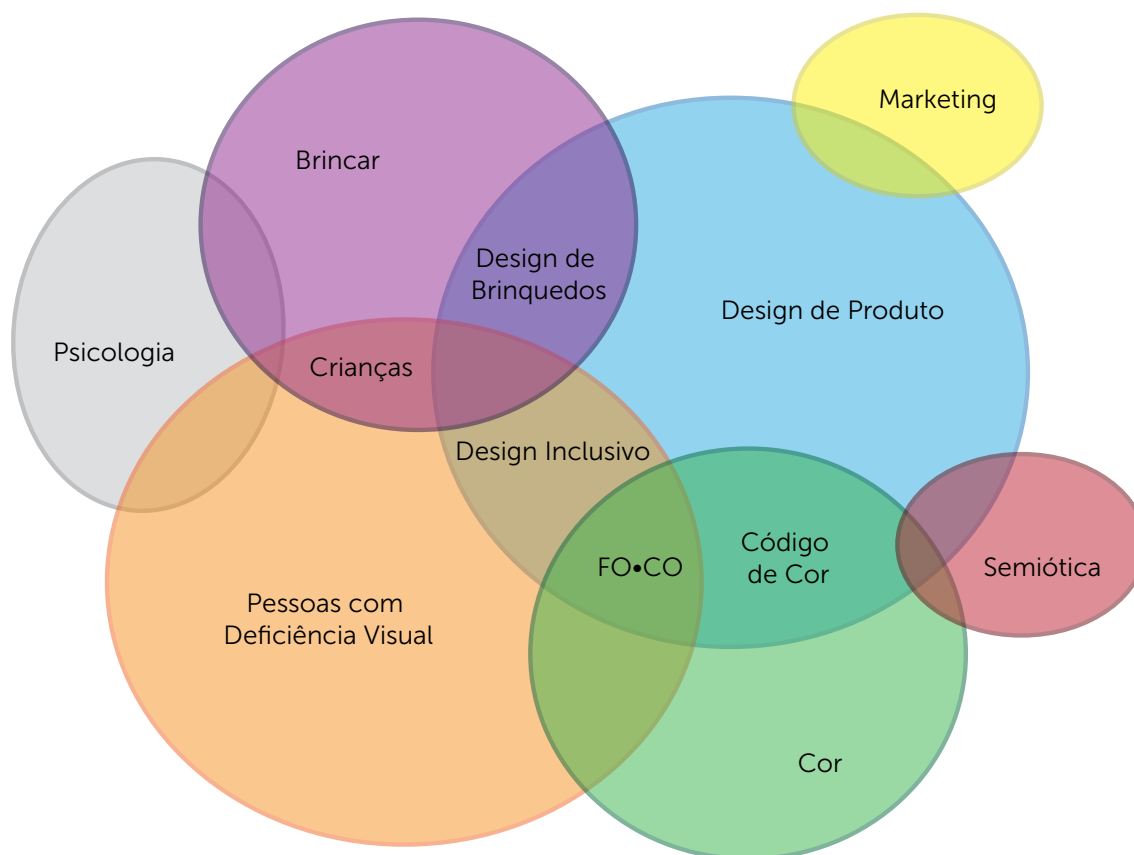 Marketing
Brincar
Design de
Brinquedos
Design de Produto
Psicologia
Crianças
Design Inclusivo
FO•CO
Código
de Cor
Semiótica
Pessoas com
Deficiência Visual
Cor